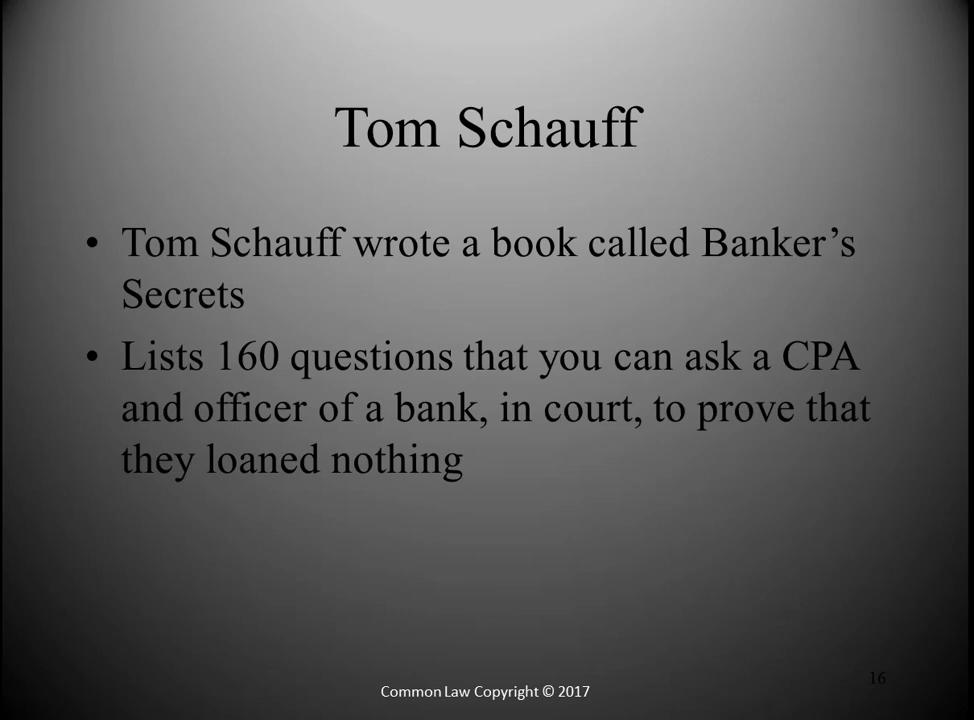 Tom Schauff
• Tom Schauff wrote a book called Banker’s
Secrets
• Lists 160 questions that you can ask a CPA
and officer of a bank, in court, to prove that
they loaned nothing
16
Common Law Copyright © 2017